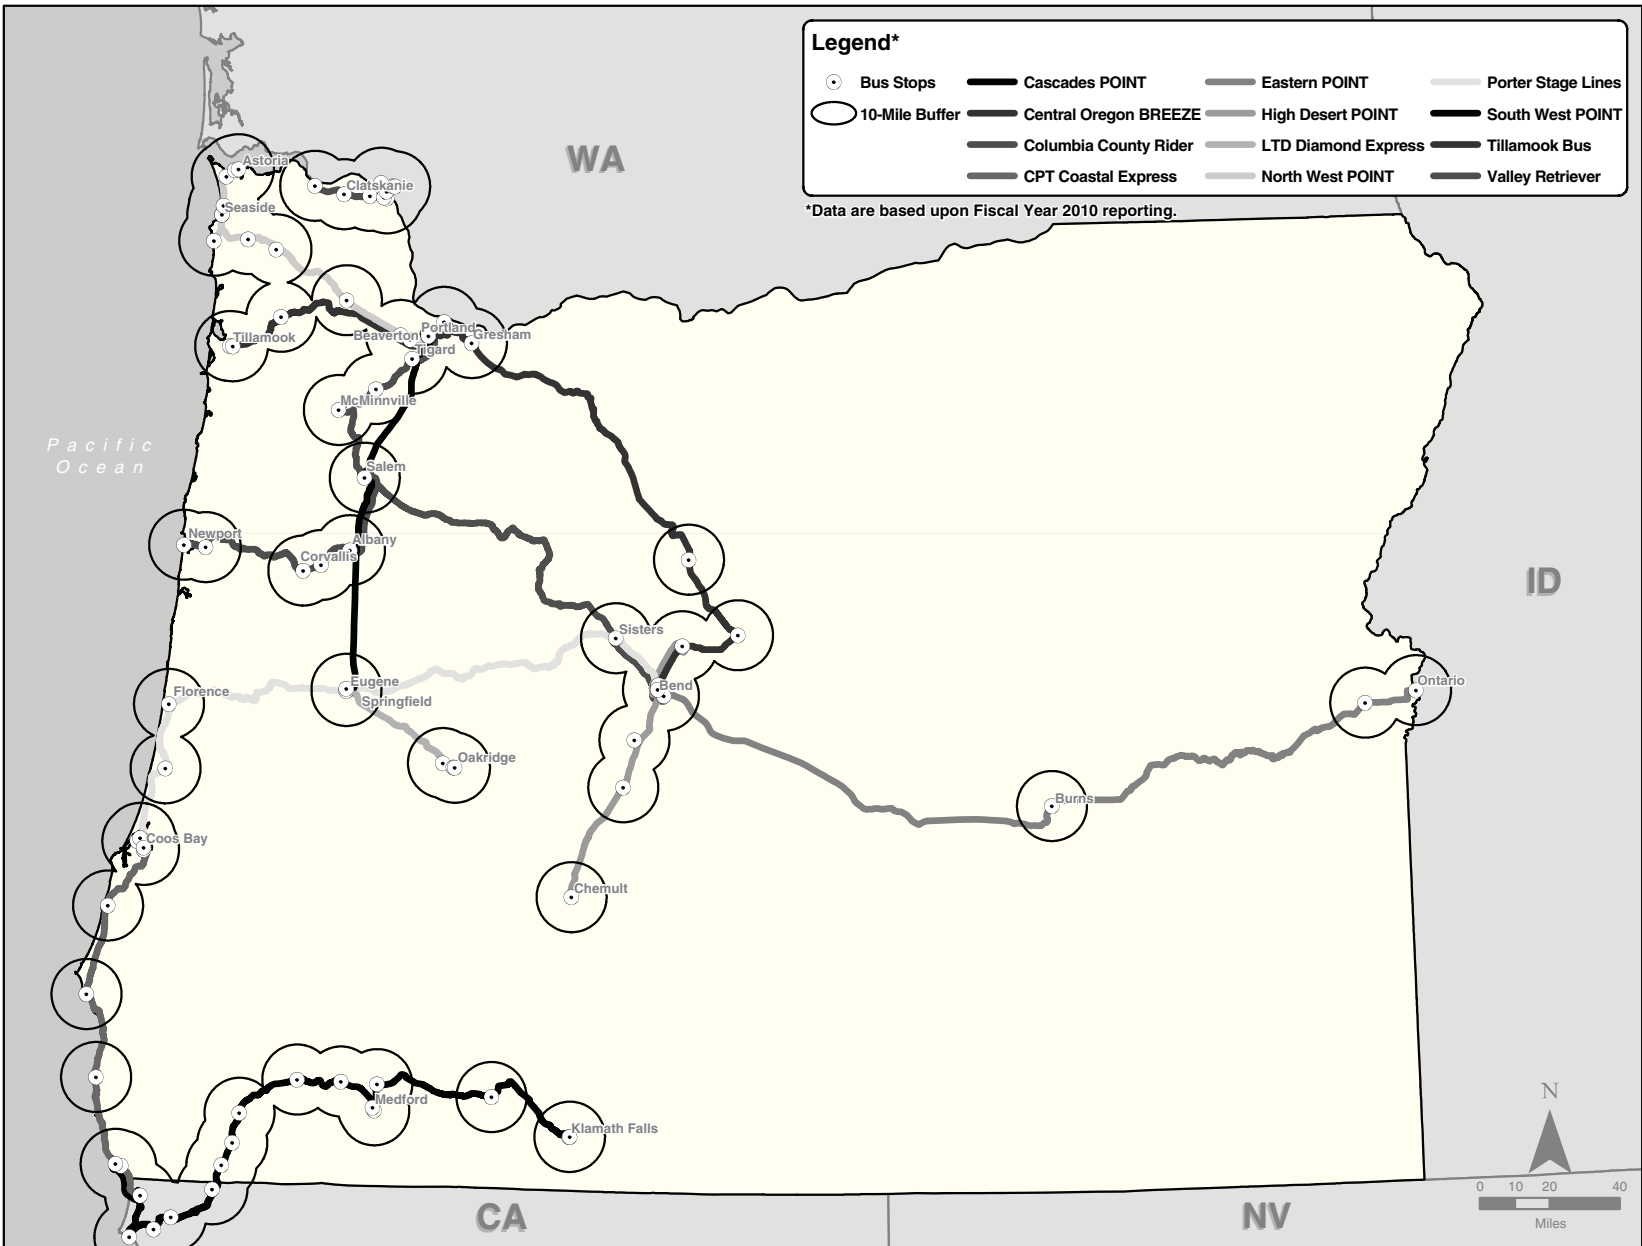 Legend*
Bus Stops
10-Mile Buffer
Cascades POINT
Central Oregon BREEZE
Columbia County Rider
CPT Coastal Express
Eastern POINT
High Desert POINT
LTD Diamond Express
North West POINT
Porter Stage Lines
South West POINT
Tillamook Bus
Valley Retriever
*Data are based upon Fiscal Year 2010 reporting.
WA
Astoria
Clatskanie
Seaside
Tillamook
Beaverton
Portland
Gresham
Tigard
McMinnville
Pacific
Ocean
Salem
Newport
Albany
Corvallis
ID
Sisters
Eugene
Springfield
Florence
Bend
Ontario
Oakridge
Burns
Coos Bay
Chemult
Medford
Klamath Falls
CA
NV
N
0 10 20 40
Miles